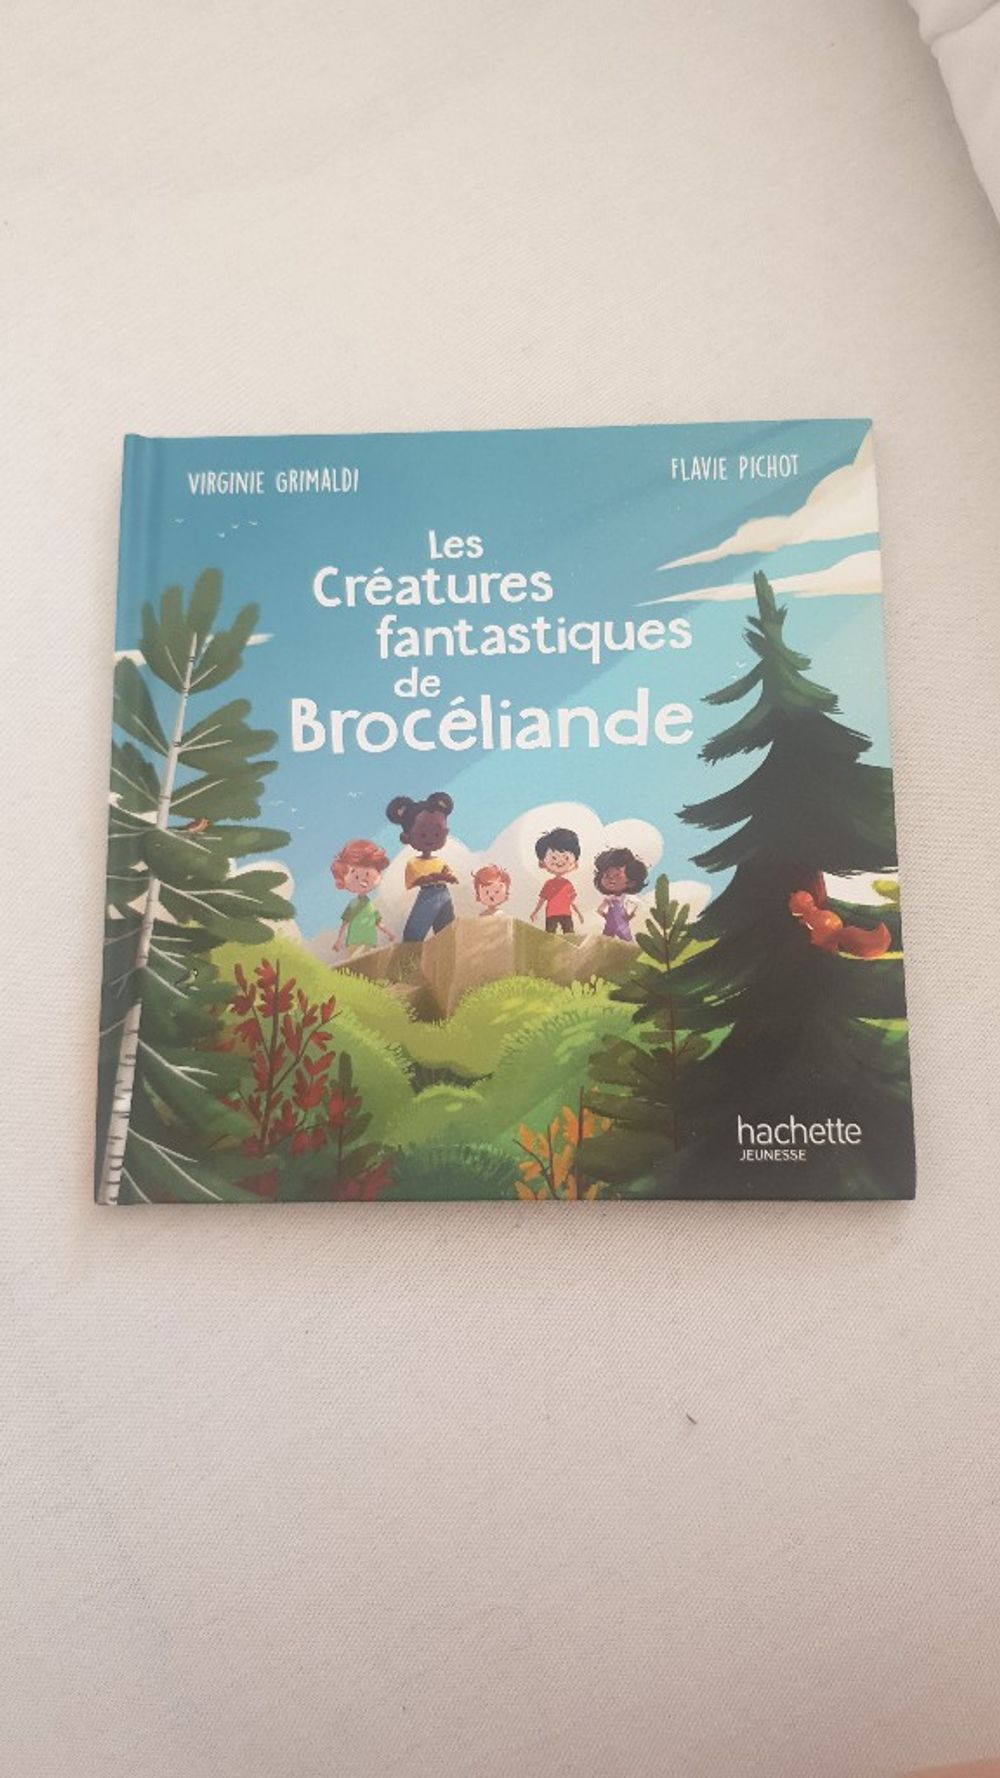 VIRGINIE GRIMALDI
FLAVIE PICHOT
Les
Créatures
fantastiques
de
Brocéliande
hachette
JEUNESSE